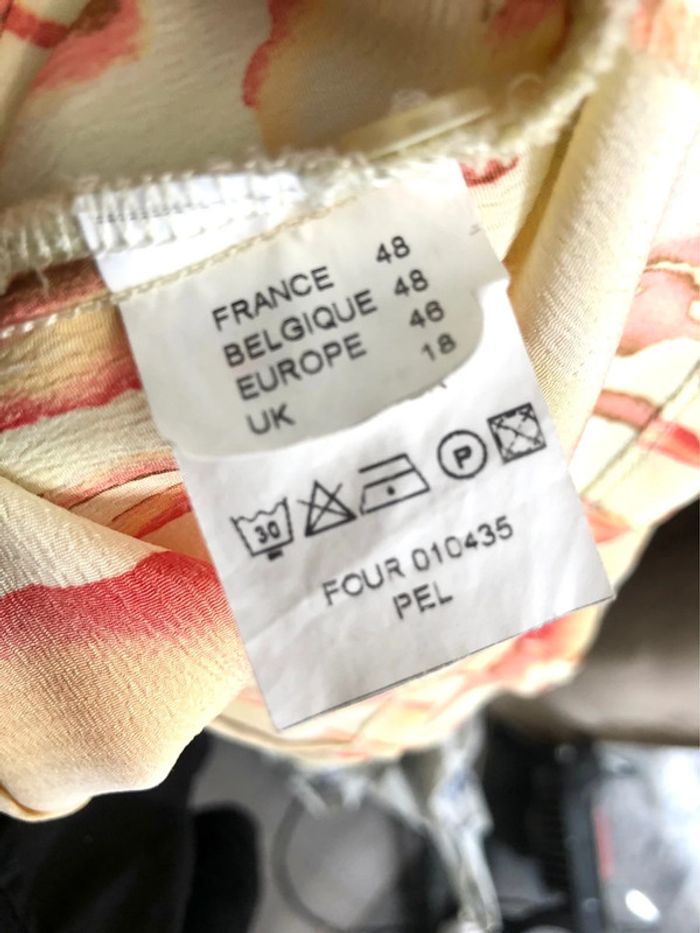 FRANCE 48
BELGIQUE 48
EUROPE 46
UK 18
30 P
FOUR 010435
PEL